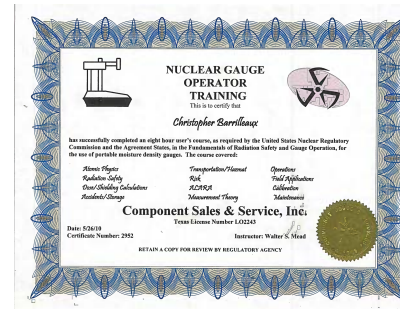 NUCLEAR GAUGE
OPERATOR
TRAINING
This is to certify that
Christopher Barrilleaux
has successfully completed an eight hour user's course, as required by the United States Nuclear Regulatory
Commission and the Agreement States, in the Fundamentals of Radiation Safety and Gauge Operation, for
the use of portable moisture density gauges. The course covered:
Atomic Physics Transportation/Hazmat Operations
Radiation Safety Risk Field Applications
Dose/Shielding Calculations ALARA Calibration
Accidents/Storage Measurement Theory Maintenance
Component Sales & Service, Inc.
Texas License Number LO2243
Date: 5/26/10
Certificate Number: 2952 Instructor: Walter S. Mead
RETAIN A COPY FOR REVIEW BY REGULATORY AGENCY